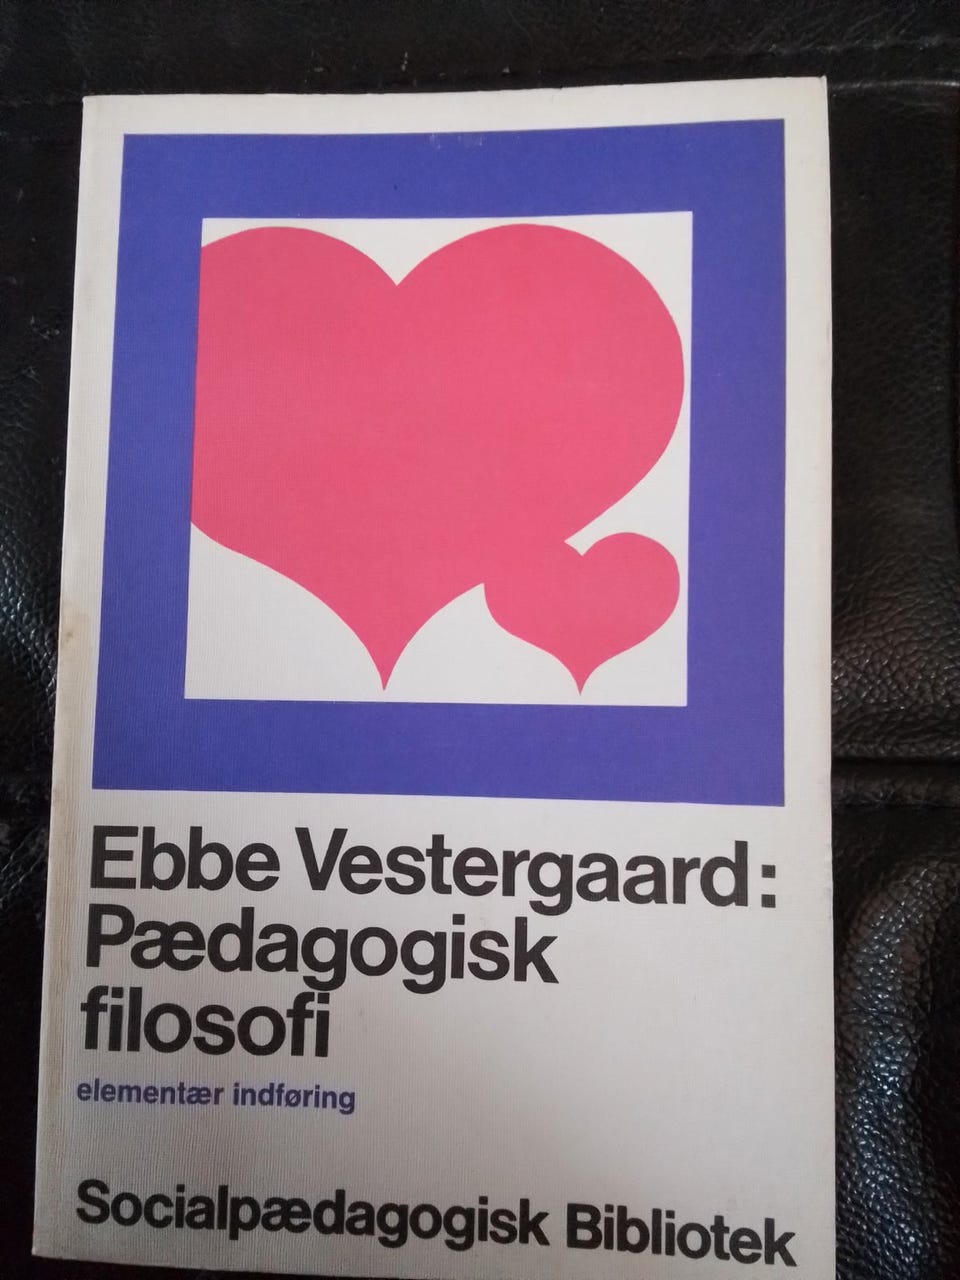 Ebbe Vestergaard:
Pædagogisk
filosofi
elementær indføring
Socialpædagogisk Bibliotek